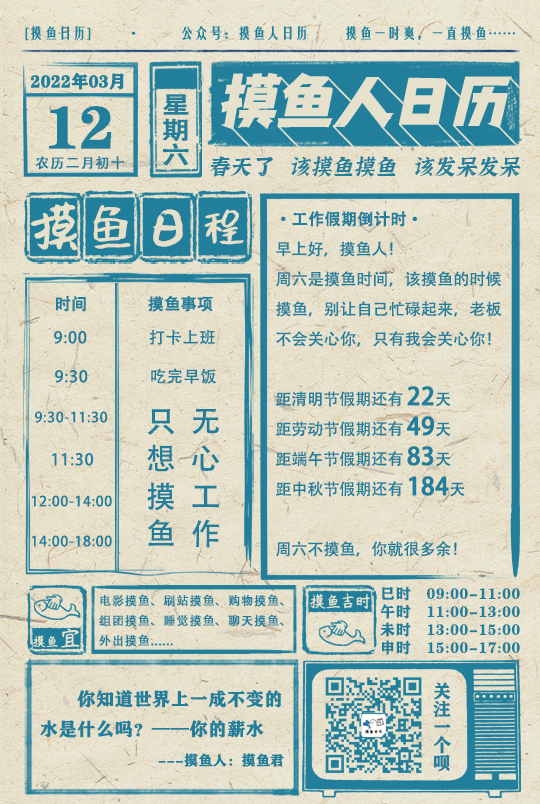 [摸鱼日历] · 公众号：摸鱼人日历 摸鱼一时爽，一直摸鱼……
2022年03月
12
农历二月初十
星期六
摸鱼人日历
春天了 该摸鱼摸鱼 该发呆发呆
摸鱼日程
时间 摸鱼事项
9:00 打卡上班
9:30 吃完早饭
9:30-11:30
11:30
12:00-14:00
14:00-18:00
无心工作
只想摸鱼
·工作假期倒计时·
早上好，摸鱼人！
周六是摸鱼时间，该摸鱼的时候
摸鱼，别让自己忙碌起来，老板
不会关心你，只有我会关心你！
距清明节假期还有22天
距劳动节假期还有49天
距端午节假期还有83天
距中秋节假期还有184天
周六不摸鱼，你就很多余！
摸鱼宜
电影摸鱼、刷站摸鱼、购物摸鱼、
组团摸鱼、睡觉摸鱼、聊天摸鱼、
外出摸鱼……
摸鱼吉时
巳时 09:00-11:00
午时 11:00-13:00
未时 13:00-15:00
申时 15:00-17:00
你知道世界上一成不变的
水是什么吗？——你的薪水
---摸鱼人：摸鱼君
关注一个呗